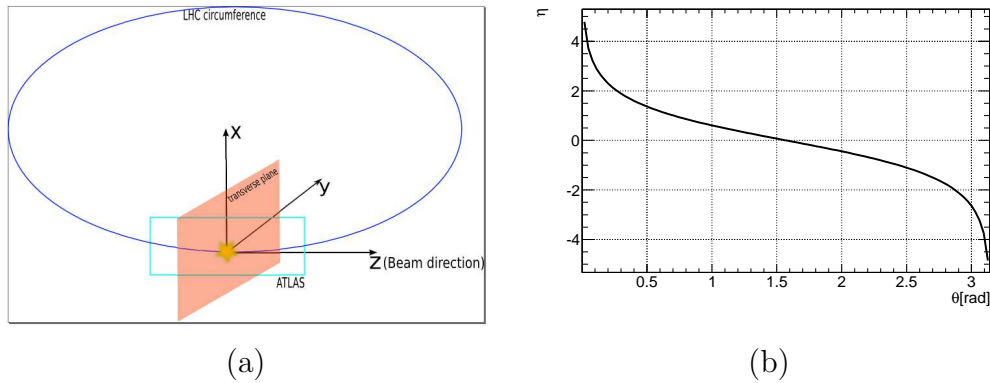 LHC circumference
X
transverse plane
y
Z (Beam direction)
ATLAS
(a)
η
4
2
0
-2
-4
0.5 1 1.5 2 2.5 3
θ[rad]
(b)